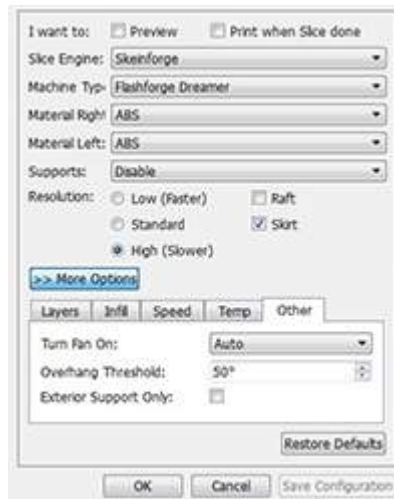 I want to: Preview Print when Slice done
Slice Engine: Skeinforge
Machine Typ Flashforge Dreamer
Material Right ABS
Material Left: ABS
Supports: Disable
Resolution: Low (Faster) Raft
Standard Skirt
High (Slower)
>> More Options
Layers Infill Speed Temp Other
Turn Fan On: Auto
Overhang Threshold: 50°
Exterior Support Only:
Restore Defaults
OK Cancel Save Configuration